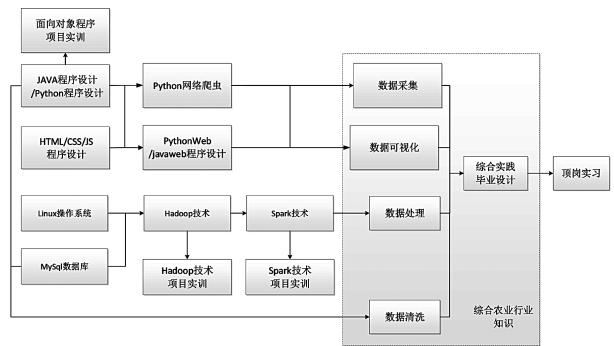 面向对象程序
项目实训
JAVA程序设计
/Python程序设计
Python网络爬虫
数据采集
HTML/CSS/JS
程序设计
PythonWeb
/javaweb程序设计
数据可视化
综合实践
毕业设计
顶岗实习
Linux操作系统
Hadoop技术
Spark技术
数据处理
MySql数据库
Hadoop技术
项目实训
Spark技术
项目实训
数据清洗
综合农业行业
知识